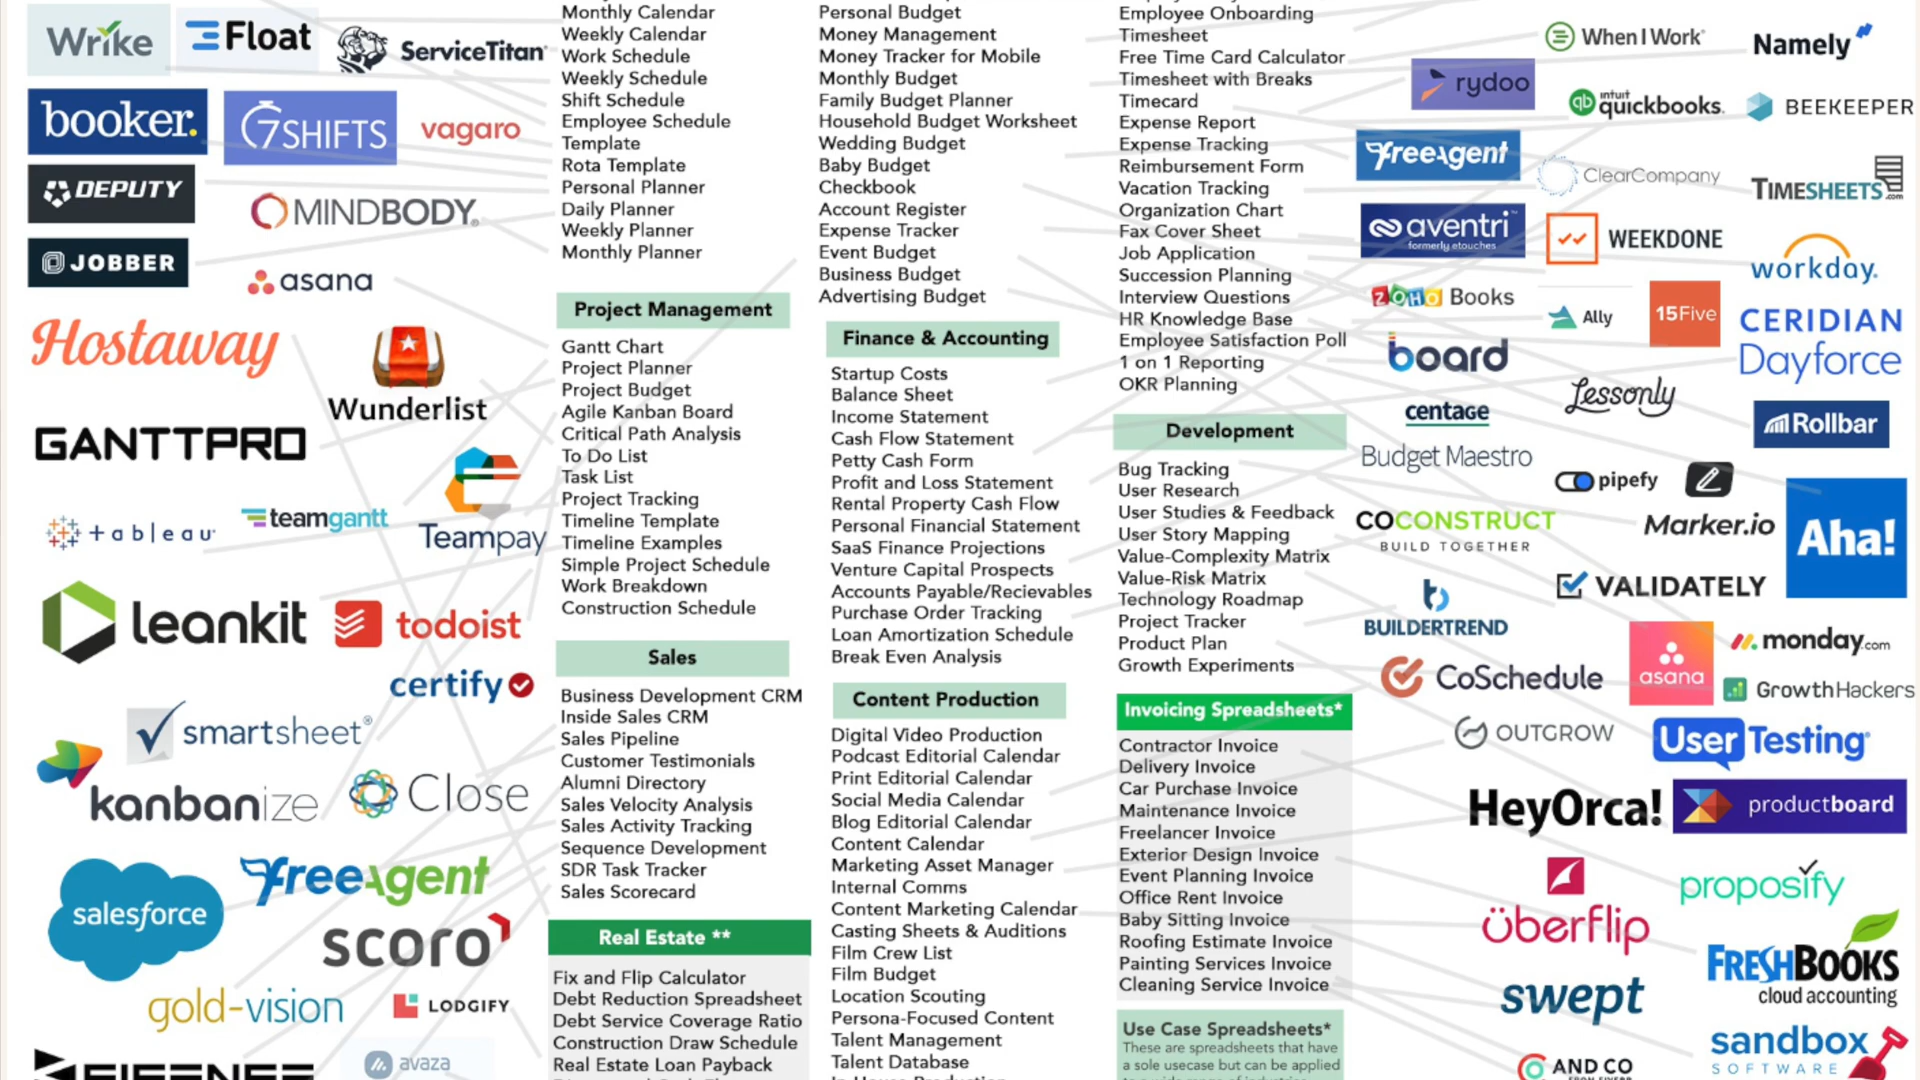 Wrike
Float
ServiceTitan
booker.
7SHIFTS
vagaro
DEPUTY
MINDBODY
JOBBER
asana
Hostaway
Wunderlist
GANTTPRO
+ableau
teamgantt
Teampay
leankit
todoist
certify
smartsheet
kanbanize
Close
salesforce
freeagent
scoro
gold-vision
LODGIFY
avaza
Monthly Calendar
Weekly Calendar
Work Schedule
Weekly Schedule
Shift Schedule
Employee Schedule
Template
Rota Template
Personal Planner
Daily Planner
Weekly Planner
Monthly Planner
Project Management
Gantt Chart
Project Planner
Project Budget
Agile Kanban Board
Critical Path Analysis
To Do List
Task List
Project Tracking
Timeline Template
Timeline Examples
Simple Project Schedule
Work Breakdown
Construction Schedule
Sales
Business Development CRM
Inside Sales CRM
Sales Pipeline
Customer Testimonials
Alumni Directory
Sales Velocity Analysis
Sales Activity Tracking
Sequence Development
SDR Task Tracker
Sales Scorecard
Real Estate **
Fix and Flip Calculator
Debt Reduction Spreadsheet
Debt Service Coverage Ratio
Construction Draw Schedule
Real Estate Loan Payback
Personal Budget
Money Management
Money Tracker for Mobile
Monthly Budget
Family Budget Planner
Household Budget Worksheet
Wedding Budget
Baby Budget
Checkbook
Account Register
Expense Tracker
Event Budget
Business Budget
Advertising Budget
Finance & Accounting
Startup Costs
Balance Sheet
Income Statement
Cash Flow Statement
Petty Cash Form
Profit and Loss Statement
Rental Property Cash Flow
Personal Financial Statement
SaaS Finance Projections
Venture Capital Prospects
Accounts Payable/Recievables
Purchase Order Tracking
Loan Amortization Schedule
Break Even Analysis
Content Production
Digital Video Production
Podcast Editorial Calendar
Print Editorial Calendar
Social Media Calendar
Blog Editorial Calendar
Content Calendar
Marketing Asset Manager
Internal Comms
Content Marketing Calendar
Casting Sheets & Auditions
Film Crew List
Film Budget
Location Scouting
Persona-Focused Content
Talent Management
Talent Database
Employee Onboarding
Timesheet
Free Time Card Calculator
Timesheet with Breaks
Timecard
Expense Report
Expense Tracking
Reimbursement Form
Vacation Tracking
Organization Chart
Fax Cover Sheet
Job Application
Succession Planning
Interview Questions
HR Knowledge Base
Employee Satisfaction Poll
1 on 1 Reporting
OKR Planning
Development
Bug Tracking
User Research
User Studies & Feedback
User Story Mapping
Value-Complexity Matrix
Value-Risk Matrix
Technology Roadmap
Project Tracker
Product Plan
Growth Experiments
Invoicing Spreadsheets*
Contractor Invoice
Delivery Invoice
Car Purchase Invoice
Maintenance Invoice
Freelancer Invoice
Exterior Design Invoice
Event Planning Invoice
Office Rent Invoice
Baby Sitting Invoice
Roofing Estimate Invoice
Painting Services Invoice
Cleaning Service Invoice
Use Case Spreadsheets*
These are spreadsheets that have
a sole usecase but can be applied
When I Work
Namely
rydoo
intuit
quickbooks.
BEEKEEPER
freeagent
ClearCompany
TIMESHEETS.com
aventri
formerly etouches
WEEKDONE
workday.
ZOHO Books
Ally
15Five
CERIDIAN
Dayforce
board
Lessonly
centage
Budget Maestro
Rollbar
pipefy
Marker.io
Aha!
COCONSTRUCT
BUILD TOGETHER
VALIDATELY
BUILDERTREND
asana
monday.com
CoSchedule
GrowthHackers
OUTGROW
UserTesting
HeyOrca!
productboard
überflip
proposify
FRESHBOOKS
cloud accounting
swept
sandbox
SOFTWARE
AND CO